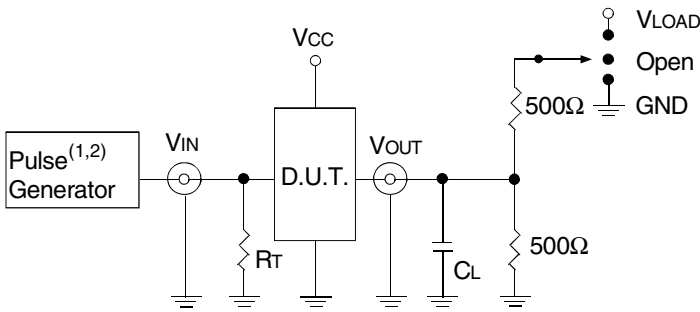 VLOAD
VCC
Open
500Ω
GND
Pulse(1,2)
Generator
VIN
D.U.T.
VOUT
RT
CL
500Ω